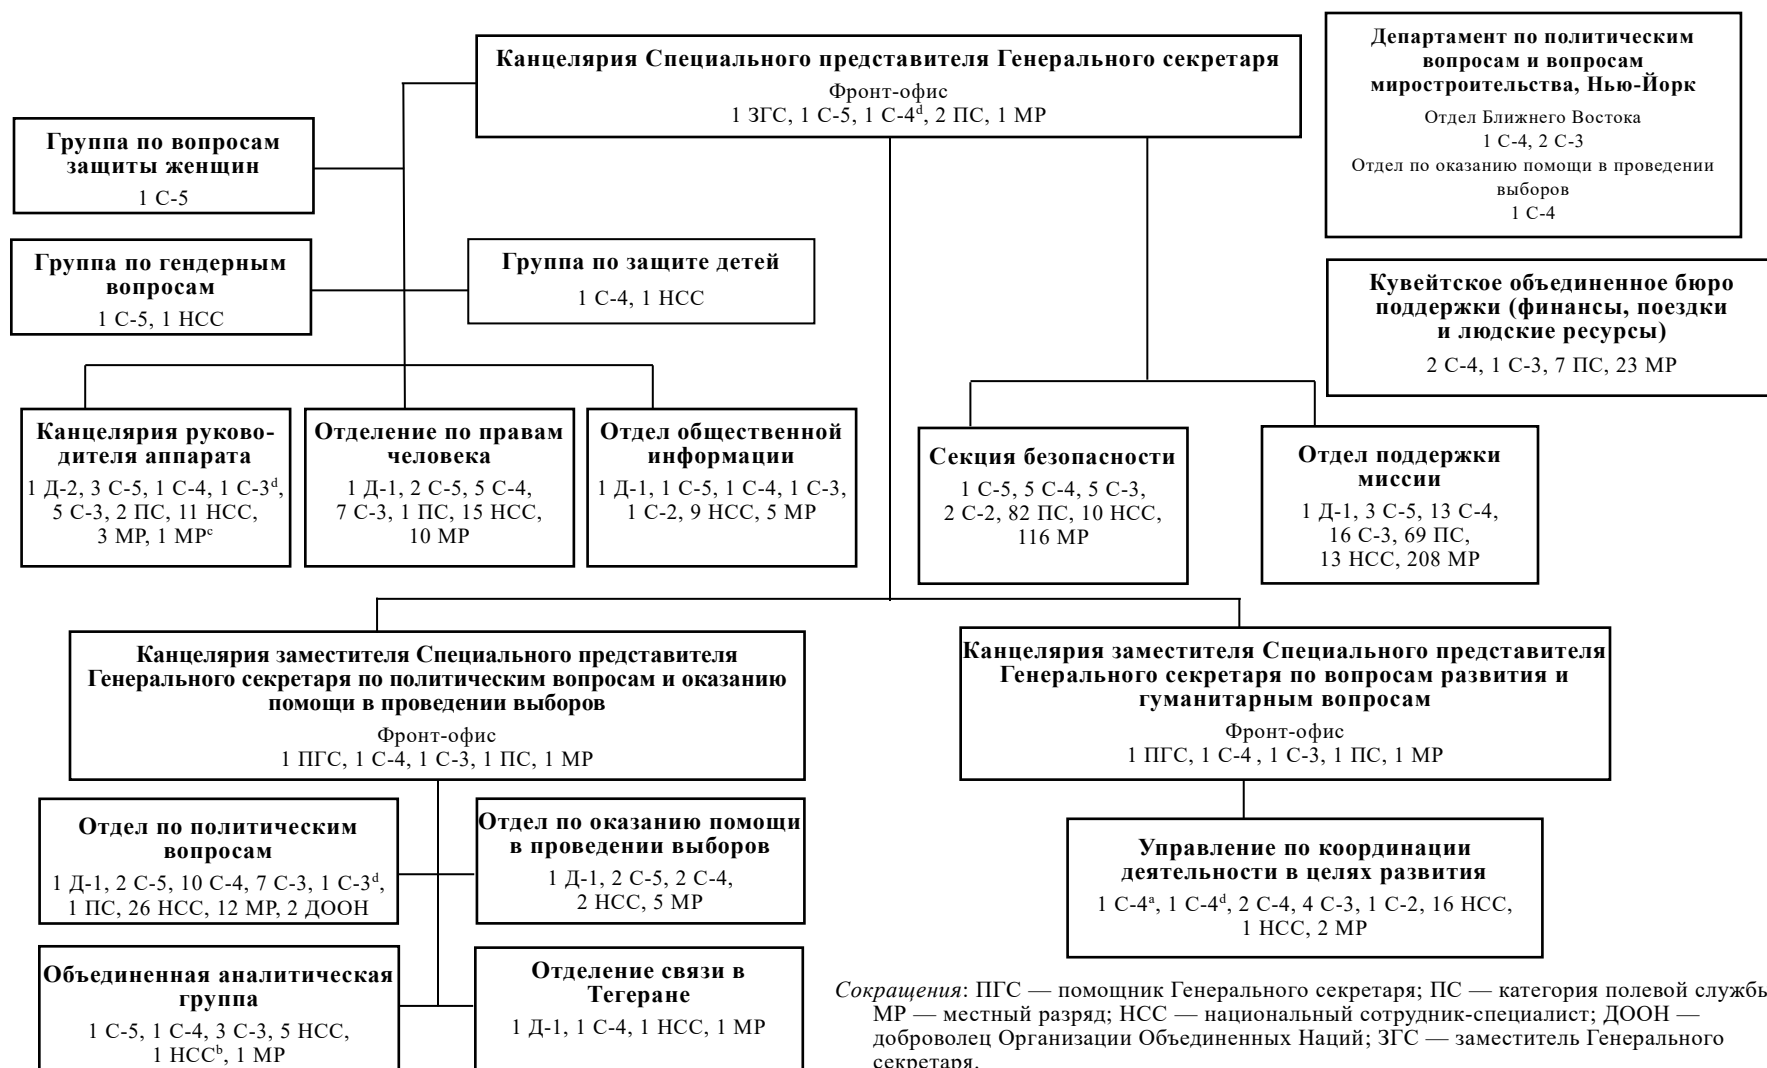 Канцелярия Специального представителя Генерального секретаря
Фронт-офис
1 ЗГС, 1 С-5, 1 С-4ᵈ, 2 ПС, 1 МР
Департамент по политическим
вопросам и вопросам
миростроительства, Нью-Йорк
Отдел Ближнего Востока
1 С-4, 2 С-3
Отдел по оказанию помощи в проведении
выборов
1 С-4
Группа по вопросам
защиты женщин
1 С-5
Группа по гендерным
вопросам
1 С-5, 1 НСС
Группа по защите детей
1 С-4, 1 НСС
Кувейтское объединенное бюро
поддержки (финансы, поездки
и людские ресурсы)
2 С-4, 1 С-3, 7 ПС, 23 МР
Канцелярия руково-
дителя аппарата
1 Д-2, 3 С-5, 1 С-4, 1 С-3ᵈ,
5 С-3, 2 ПС, 11 НСС,
3 МР, 1 МРᶜ
Отделение по правам
человека
1 Д-1, 2 С-5, 5 С-4,
7 С-3, 1 ПС, 15 НСС,
10 МР
Отдел общественной
информации
1 Д-1, 1 С-5, 1 С-4, 1 С-3,
1 С-2, 9 НСС, 5 МР
Секция безопасности
1 С-5, 5 С-4, 5 С-3,
2 С-2, 82 ПС, 10 НСС,
116 МР
Отдел поддержки
миссии
1 Д-1, 3 С-5, 13 С-4,
16 С-3, 69 ПС,
13 НСС, 208 МР
Канцелярия заместителя Специального представителя
Генерального секретаря по политическим вопросам и оказанию
помощи в проведении выборов
Фронт-офис
1 ПГС, 1 С-4, 1 С-3, 1 ПС, 1 МР
Канцелярия заместителя Специального представителя
Генерального секретаря по вопросам развития и
гуманитарным вопросам
Фронт-офис
1 ПГС, 1 С-4 , 1 С-3, 1 ПС, 1 МР
Отдел по политическим
вопросам
1 Д-1, 2 С-5, 10 С-4, 7 С-3, 1 С-3ᵈ,
1 ПС, 26 НСС, 12 МР, 2 ДООН
Отдел по оказанию помощи
в проведении выборов
1 Д-1, 2 С-5, 2 С-4,
2 НСС, 5 МР
Управление по координации
деятельности в целях развития
1 С-4ᵃ, 1 С-4ᵈ, 2 С-4, 4 С-3, 1 С-2, 16 НСС,
1 НСС, 2 МР
Объединенная аналитическая
группа
1 С-5, 1 С-4, 3 С-3, 5 НСС,
1 НССᵇ, 1 МР
Отделение связи в
Тегеране
1 Д-1, 1 С-4, 1 НСС, 1 МР
Сокращения: ПГС — помощник Генерального секретаря; ПС — категория полевой службы
МР — местный разряд; НСС — национальный сотрудник-специалист; ДООН —
доброволец Организации Объединенных Наций; ЗГС — заместитель Генерального
секретаря.